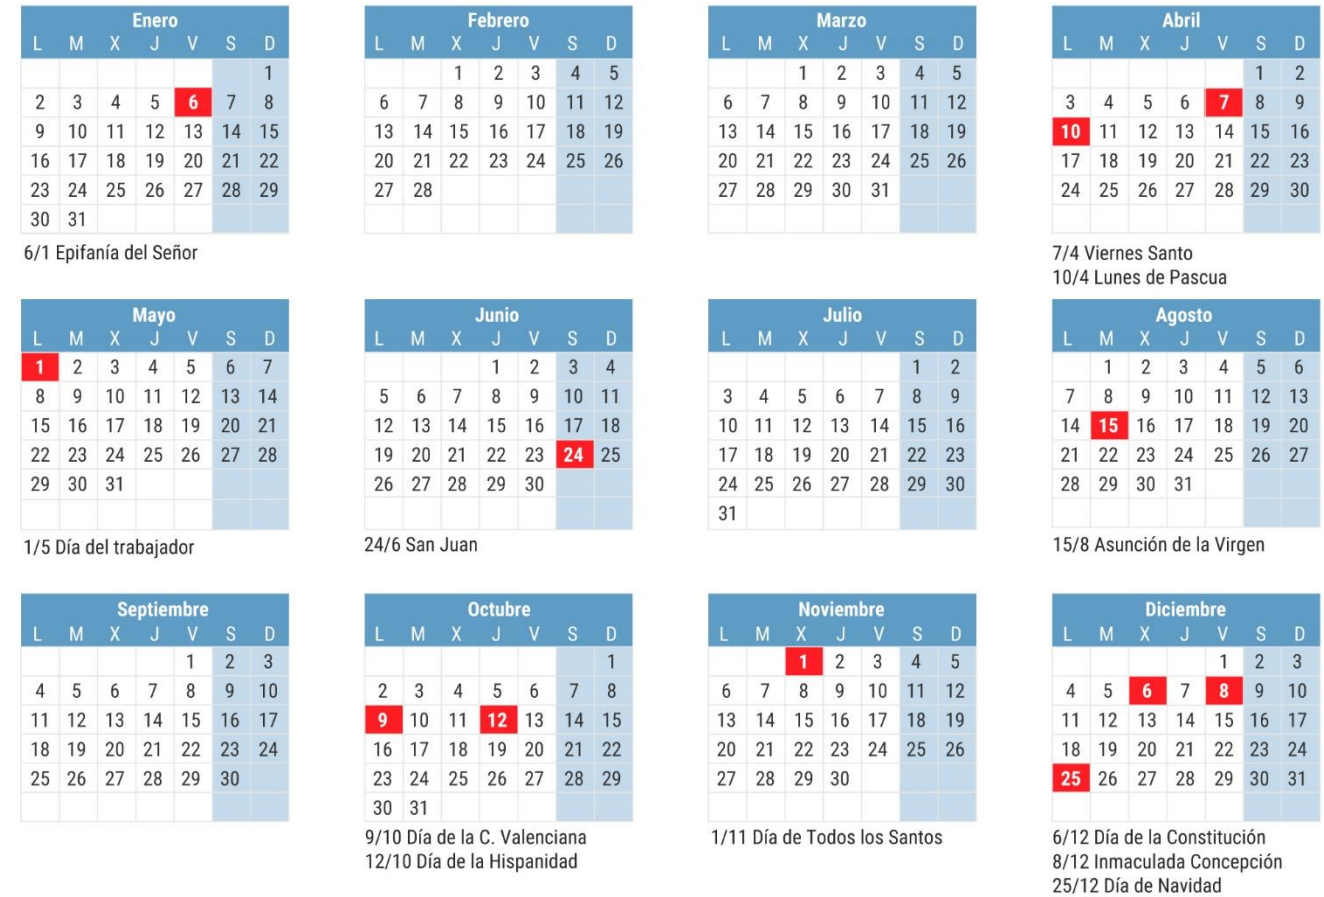 Enero
L M X J V S D
1
2 3 4 5 6 7 8
9 10 11 12 13 14 15
16 17 18 19 20 21 22
23 24 25 26 27 28 29
30 31
6/1 Epifanía del Señor
Febrero
L M X J V S D
1 2 3 4 5
6 7 8 9 10 11 12
13 14 15 16 17 18 19
20 21 22 23 24 25 26
27 28
Marzo
L M X J V S D
1 2 3 4 5
6 7 8 9 10 11 12
13 14 15 16 17 18 19
20 21 22 23 24 25 26
27 28 29 30 31
Abril
L M X J V S D
1 2
3 4 5 6 7 8 9
10 11 12 13 14 15 16
17 18 19 20 21 22 23
24 25 26 27 28 29 30
7/4 Viernes Santo
10/4 Lunes de Pascua
Mayo
L M X J V S D
1 2 3 4 5 6 7
8 9 10 11 12 13 14
15 16 17 18 19 20 21
22 23 24 25 26 27 28
29 30 31
1/5 Día del trabajador
Junio
L M X J V S D
1 2 3 4
5 6 7 8 9 10 11
12 13 14 15 16 17 18
19 20 21 22 23 24 25
26 27 28 29 30
24/6 San Juan
Julio
L M X J V S D
1 2
3 4 5 6 7 8 9
10 11 12 13 14 15 16
17 18 19 20 21 22 23
24 25 26 27 28 29 30
31
Agosto
L M X J V S D
1 2 3 4 5 6
7 8 9 10 11 12 13
14 15 16 17 18 19 20
21 22 23 24 25 26 27
28 29 30 31
15/8 Asunción de la Virgen
Septiembre
L M X J V S D
1 2 3
4 5 6 7 8 9 10
11 12 13 14 15 16 17
18 19 20 21 22 23 24
25 26 27 28 29 30
Octubre
L M X J V S D
1
2 3 4 5 6 7 8
9 10 11 12 13 14 15
16 17 18 19 20 21 22
23 24 25 26 27 28 29
30 31
9/10 Día de la C. Valenciana
12/10 Día de la Hispanidad
Noviembre
L M X J V S D
1 2 3 4 5
6 7 8 9 10 11 12
13 14 15 16 17 18 19
20 21 22 23 24 25 26
27 28 29 30
1/11 Día de Todos los Santos
Diciembre
L M X J V S D
1 2 3
4 5 6 7 8 9 10
11 12 13 14 15 16 17
18 19 20 21 22 23 24
25 26 27 28 29 30 31
6/12 Día de la Constitución
8/12 Inmaculada Concepción
25/12 Día de Navidad